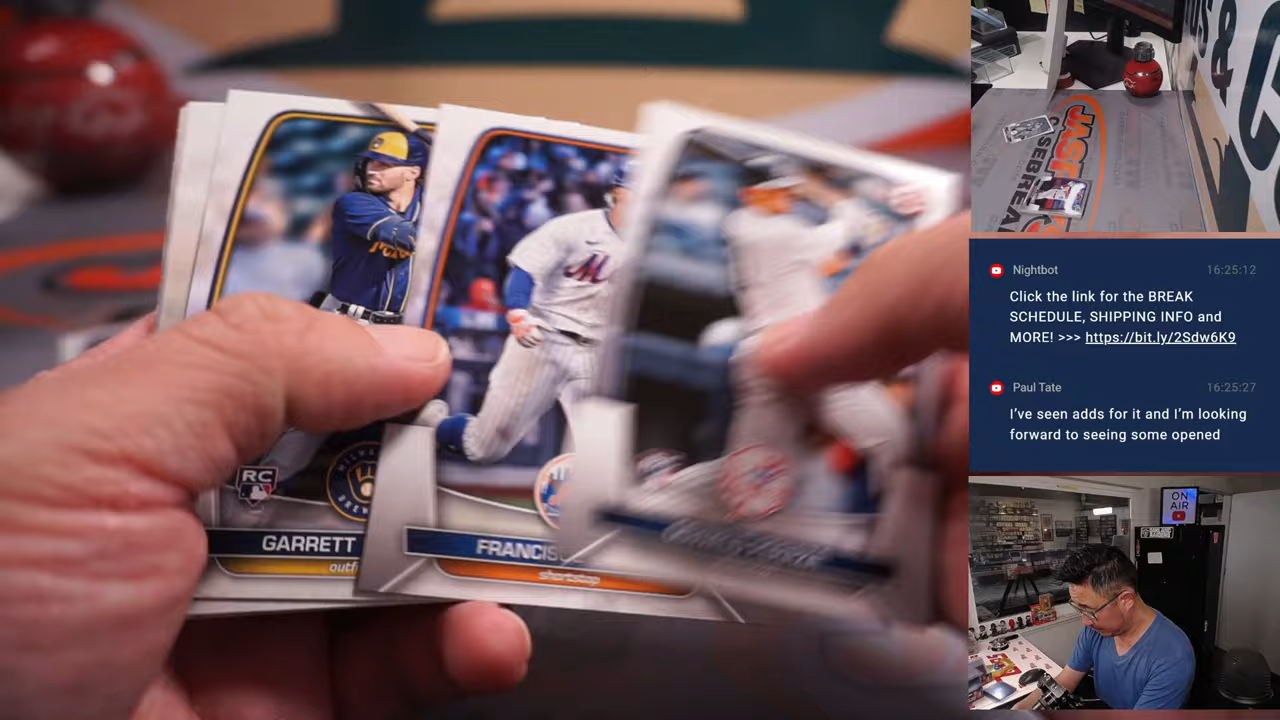 RC
GARRETT
outf
M
FRANCIS
shortstop
JAST
CASEBREA
&
Nightbot 16:25:12
Click the link for the BREAK
SCHEDULE, SHIPPING INFO and
MORE! >>> https://bit.ly/2Sdw6K9
Paul Tate 16:25:27
I've seen adds for it and I'm looking
forward to seeing some opened
ON
AIR